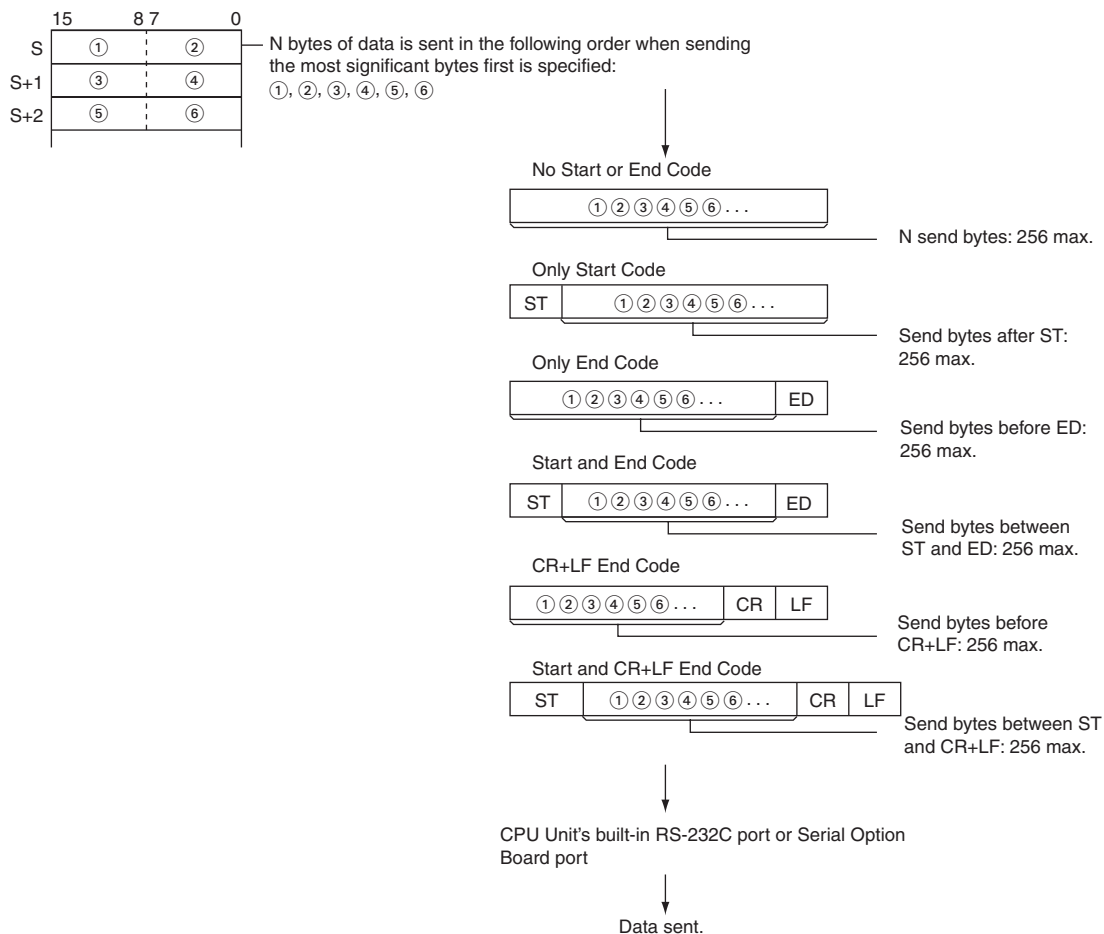 15 8 7 0
S ① ②
N bytes of data is sent in the following order when sending
the most significant bytes first is specified:
①, ②, ③, ④, ⑤, ⑥
S+1 ③ ④
S+2 ⑤ ⑥
No Start or End Code
①②③④⑤⑥...
N send bytes: 256 max.
Only Start Code
ST ①②③④⑤⑥...
Send bytes after ST:
256 max.
Only End Code
①②③④⑤⑥... ED
Send bytes before ED:
256 max.
Start and End Code
ST ①②③④⑤⑥... ED
Send bytes between
ST and ED: 256 max.
CR+LF End Code
①②③④⑤⑥... CR LF
Send bytes before
CR+LF: 256 max.
Start and CR+LF End Code
ST ①②③④⑤⑥... CR LF
Send bytes between ST
and CR+LF: 256 max.
CPU Unit's built-in RS-232C port or Serial Option
Board port
Data sent.